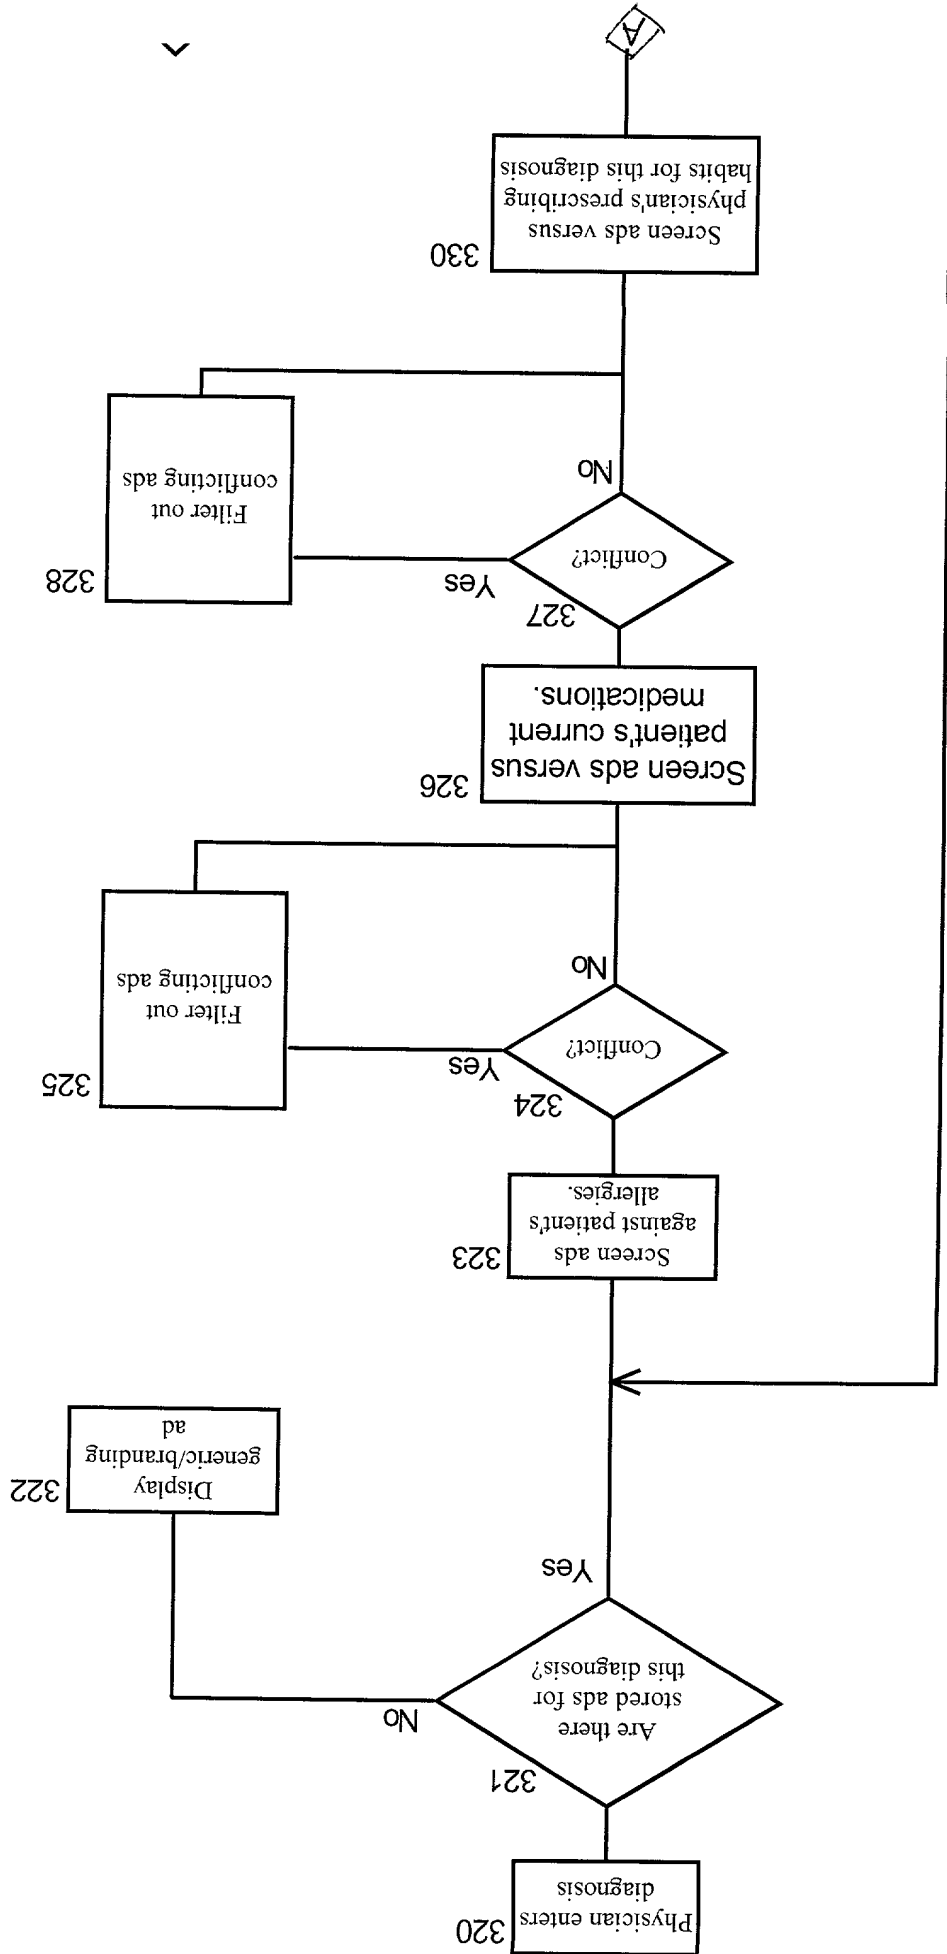 Physician enters
diagnosis
320
321
Are there
stored ads for
this diagnosis?
No
Yes
Display
generic/branding
ad
322
Screen ads
against patient's
allergies.
323
324
Conflict?
Yes
No
Filter out
conflicting ads
325
Screen ads versus
patient's current
medications.
326
327
Conflict?
Yes
No
Filter out
conflicting ads
328
Screen ads versus
physician's prescribing
habits for this diagnosis
330
A